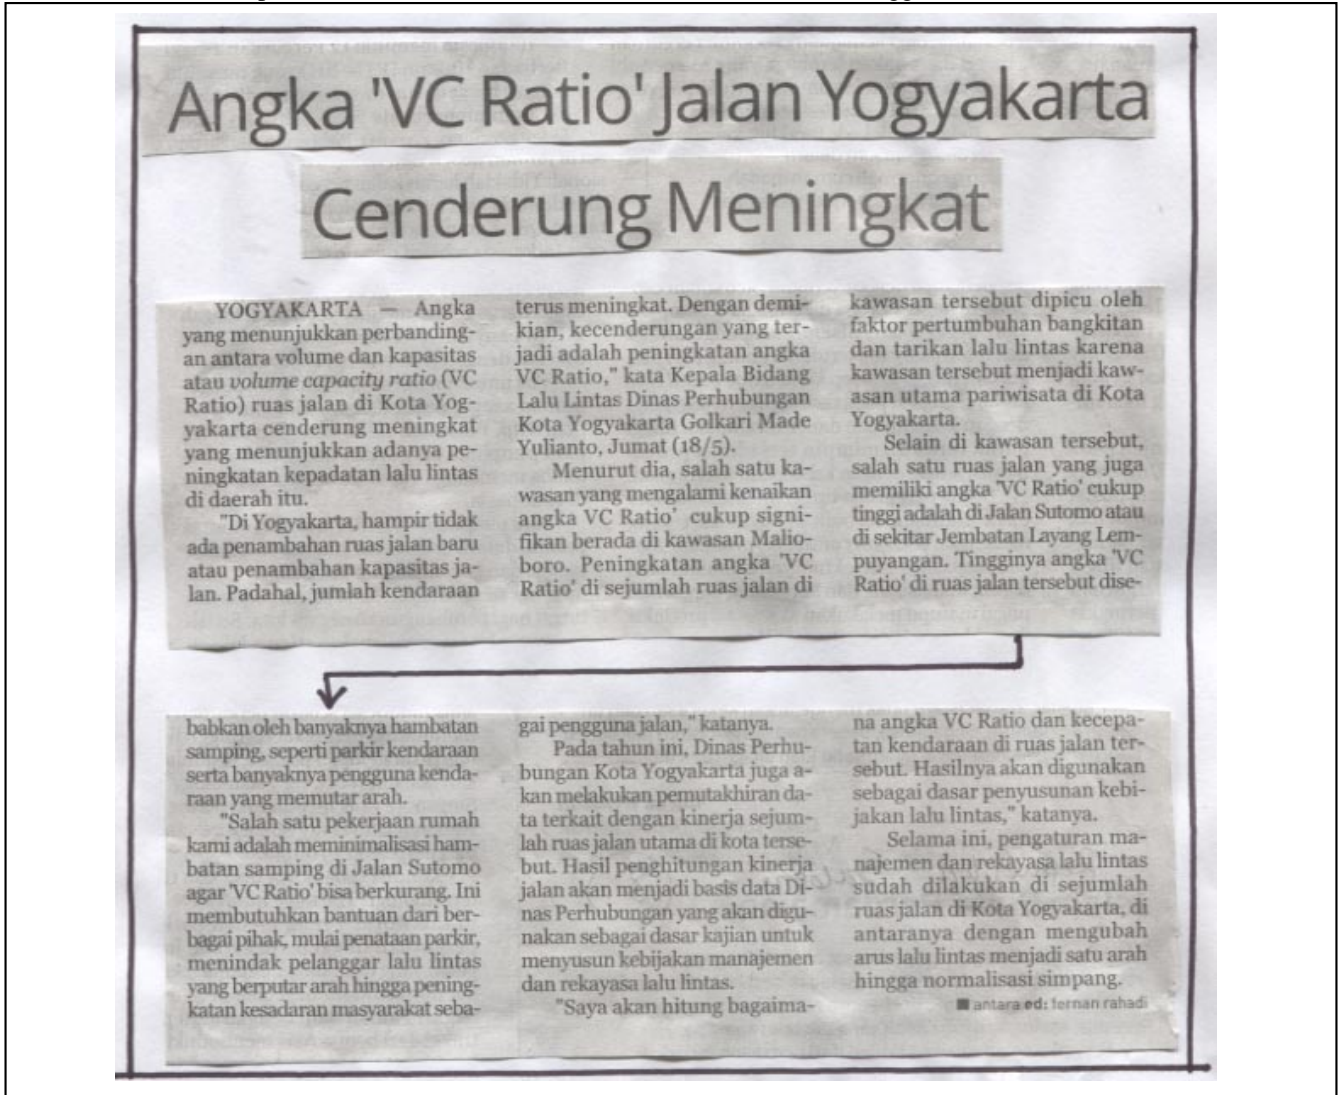 Angka 'VC Ratio' Jalan Yogyakarta
Cenderung Meningkat
YOGYAKARTA — Angka
yang menunjukkan perbanding-
an antara volume dan kapasitas
atau volume capacity ratio (VC
Ratio) ruas jalan di Kota Yog-
yakarta cenderung meningkat
yang menunjukkan adanya pe-
ningkatan kepadatan lalu lintas
di daerah itu.
"Di Yogyakarta, hampir tidak
ada penambahan ruas jalan baru
atau penambahan kapasitas ja-
lan. Padahal, jumlah kendaraan
terus meningkat. Dengan demi-
kian, kecenderungan yang ter-
jadi adalah peningkatan angka
VC Ratio," kata Kepala Bidang
Lalu Lintas Dinas Perhubungan
Kota Yogyakarta Golkari Made
Yulianto, Jumat (18/5).
Menurut dia, salah satu ka-
wasan yang mengalami kenaikan
angka VC Ratio' cukup signi-
fikan berada di kawasan Malio-
boro. Peningkatan angka 'VC
Ratio' di sejumlah ruas jalan di
kawasan tersebut dipicu oleh
faktor pertumbuhan bangkitan
dan tarikan lalu lintas karena
kawasan tersebut menjadi kaw-
asan utama pariwisata di Kota
Yogyakarta.
Selain di kawasan tersebut,
salah satu ruas jalan yang juga
memiliki angka 'VC Ratio' cukup
tinggi adalah di Jalan Sutomo atau
di sekitar Jembatan Layang Lem-
puyangan. Tingginya angka 'VC
Ratio' di ruas jalan tersebut dise-
babkan oleh banyaknya hambatan
samping, seperti parkir kendaraan
serta banyaknya pengguna kenda-
raan yang memutar arah.
"Salah satu pekerjaan rumah
kami adalah meminimalisasi ham-
batan samping di Jalan Sutomo
agar 'VC Ratio' bisa berkurang. Ini
membutuhkan bantuan dari ber-
bagai pihak, mulai penataan parkir,
menindak pelanggar lalu lintas
yang berputar arah hingga pening-
katan kesadaran masyarakat seba-
gai pengguna jalan," katanya.
Pada tahun ini, Dinas Perhu-
bungan Kota Yogyakarta juga a-
kan melakukan pemutakhiran da-
ta terkait dengan kinerja sejum-
lah ruas jalan utama di kota terse-
but. Hasil penghitungan kinerja
jalan akan menjadi basis data Di-
nas Perhubungan yang akan digu-
nakan sebagai dasar kajian untuk
menyusun kebijakan manajemen
dan rekayasa lalu lintas.
"Saya akan hitung bagaima-
na angka VC Ratio dan kecepa-
tan kendaraan di ruas jalan ter-
sebut. Hasilnya akan digunakan
sebagai dasar penyusunan kebi-
jakan lalu lintas," katanya.
Selama ini, pengaturan ma-
najemen dan rekayasa lalu lintas
sudah dilakukan di sejumlah
ruas jalan di Kota Yogyakarta, di
antaranya dengan mengubah
arus lalu lintas menjadi satu arah
hingga normalisasi simpang.
■ antara ed: fernan rahadi